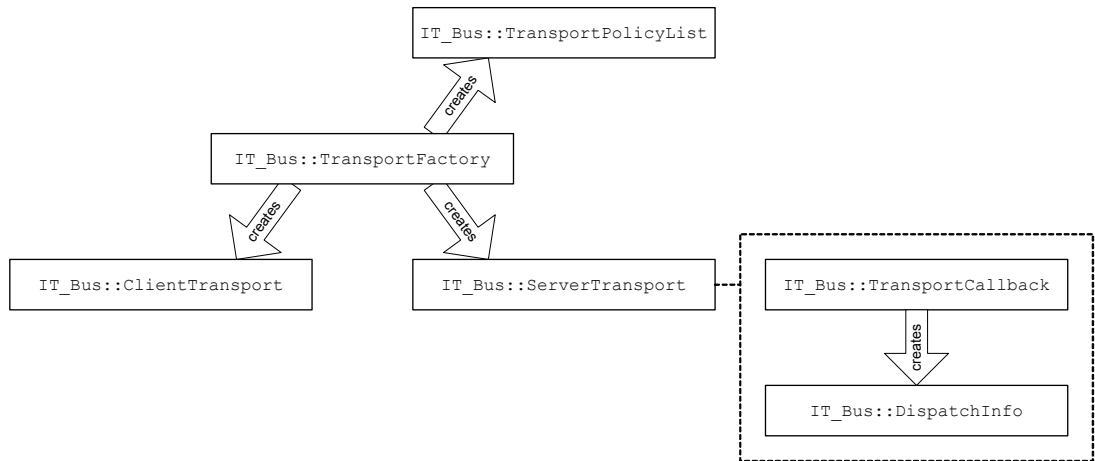 IT_Bus::TransportPolicyList
creates
IT_Bus::TransportFactory
creates
creates
IT_Bus::ClientTransport
IT_Bus::ServerTransport
IT_Bus::TransportCallback
creates
IT_Bus::DispatchInfo